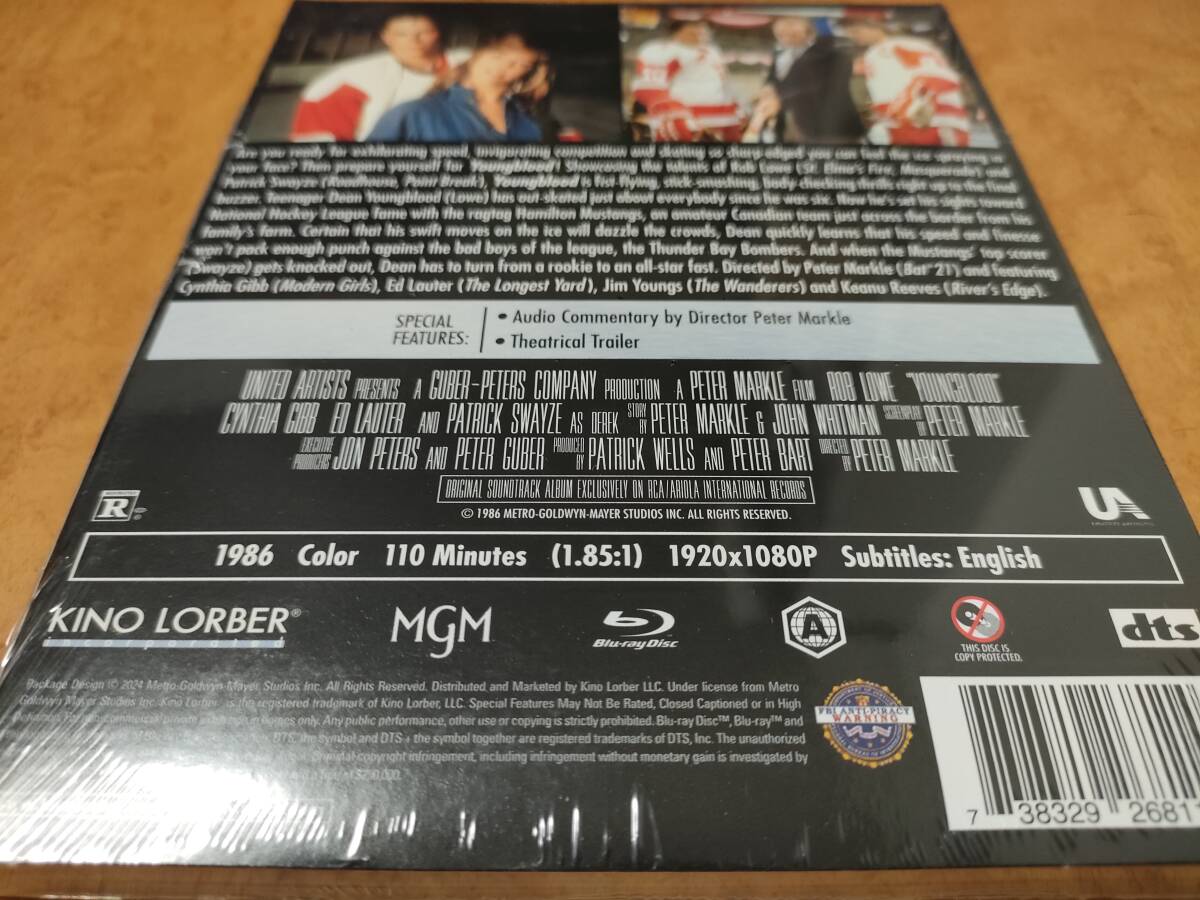 Are you ready for exhilarating speed, invigorating competition and skating so sharp-edged you can feel the ice spraying in
your face? Then prepare yourself for Youngblood! Showcasing the talents of Rob Lowe (St. Elmo's Fire, Masquerade) and
Patrick Swayze (Roadhouse, Point Break), Youngblood is fist-flying, stick-smashing, body-checking thrills right up to the final
buzzer. Teenager Dean Youngblood (Lowe) has out-skated just about everybody since he was six. Now he's set his sights toward
National Hockey League fame with the ragtag Hamilton Mustangs, an amateur Canadian team just across the border from his
family's farm. Certain that his swift moves on the ice will dazzle the crowds, Dean quickly learns that his speed and finesse
won't pack enough punch against the bad boys of the league, the Thunder Bay Bombers. And when the Mustangs' top scorer
(Swayze) gets knocked out, Dean has to turn from a rookie to an all-star fast. Directed by Peter Markle (Bat*21) and featuring
Cynthia Gibb (Modern Girls), Ed Lauter (The Longest Yard), Jim Youngs (The Wanderers) and Keanu Reeves (River's Edge).
SPECIAL
FEATURES:
• Audio Commentary by Director Peter Markle
• Theatrical Trailer
UNITED ARTISTS PRESENTS A GUBER-PETERS COMPANY PRODUCTION A PETER MARKLE FILM ROB LOWE "YOUNGBLOOD"
CYNTHIA GIBB ED LAUTER AND PATRICK SWAYZE AS DEREK STORY BY PETER MARKLE & JOHN WHITMAN SCREENPLAY BY PETER MARKLE
EXECUTIVE PRODUCERS JON PETERS AND PETER GUBER PRODUCED BY PATRICK WELLS AND PETER BART DIRECTED BY PETER MARKLE
ORIGINAL SOUNDTRACK ALBUM EXCLUSIVELY ON RCA/ARIOLA INTERNATIONAL RECORDS
© 1986 METRO-GOLDWYN-MAYER STUDIOS INC. ALL RIGHTS RESERVED.
R
UA
1986 Color 110 Minutes (1.85:1) 1920x1080P Subtitles: English
KINO LORBER®
MGM
Blu-ray Disc
A
THIS DISC IS
COPY PROTECTED.
dts
Package Design © 2024 Metro-Goldwyn-Mayer Studios Inc. All Rights Reserved. Distributed and Marketed by Kino Lorber LLC. Under license from Metro
Goldwyn Mayer Studios Inc. Kino Lorber, is the registered trademark of Kino Lorber, LLC. Special Features May Not Be Rated, Closed Captioned or in High
exhibition in homes only. Any public performance, other use or copying is strictly prohibited. Blu-ray Disc™, Blu-ray™ and
DTS, the Symbol and DTS + the symbol together are registered trademarks of DTS, Inc. The unauthorized
copyright infringement, including infringement without monetary gain is investigated by
of $250,000.
FBI ANTI-PIRACY
WARNING
7 38329 2681